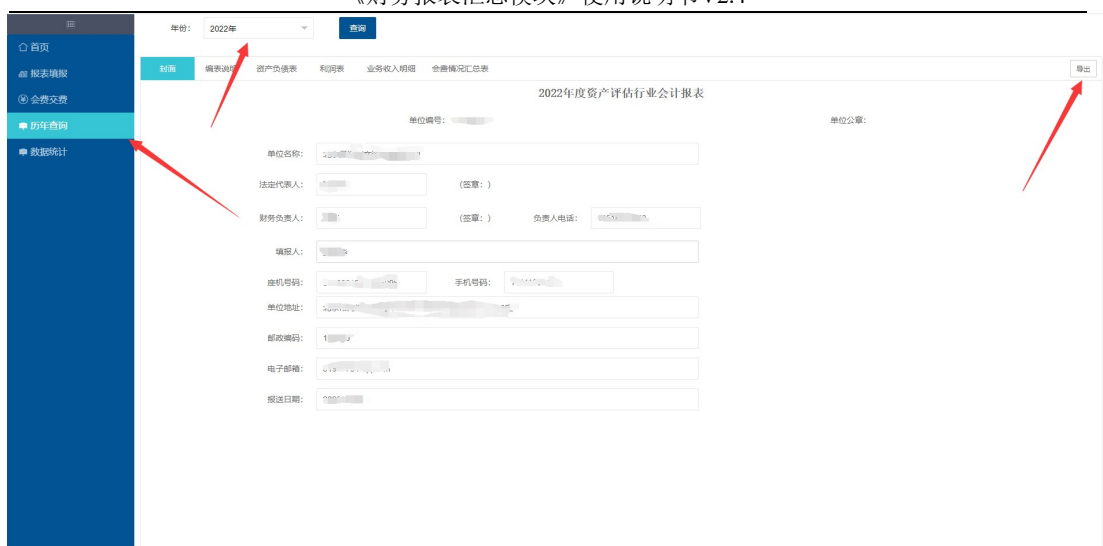 《财务报表汇总模块》使用说明书V2.4
年份： 2022年 查询
首页
报表填报
会费交费
历年查询
数据统计
封面 编表说明 资产负债表 利润表 业务收入明细 会费情况汇总表 导出
2022年度资产评估行业会计报表
单位编号： 单位公章：
单位名称：
法定代表人： （签章：）
财务负责人： （签章：） 负责人电话：
填报人：
座机号码： 手机号码：
单位地址：
邮政编码：
电子邮箱：
报送日期：